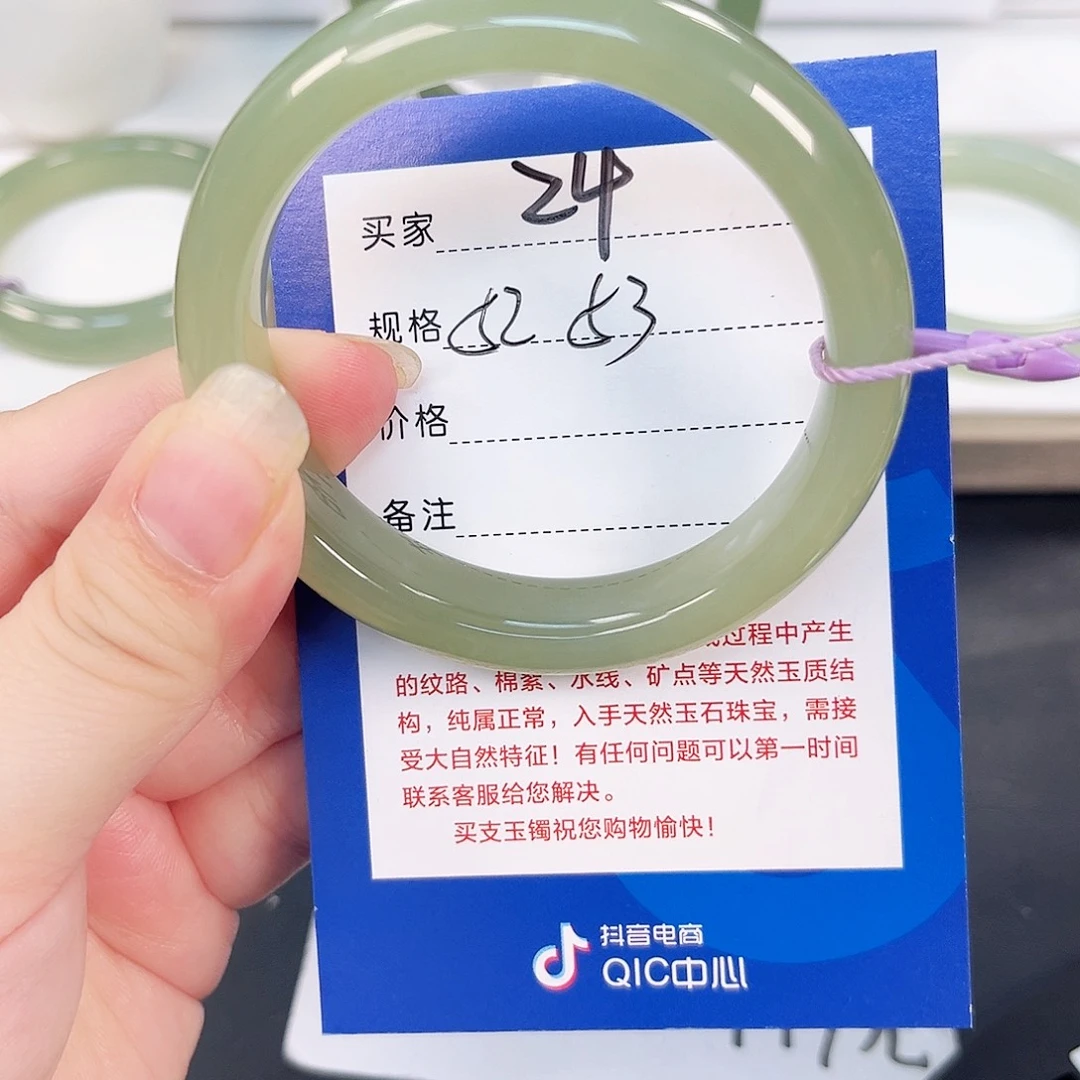 买家 24
规格 52 53
价格
备注
过程中产生
的纹路、棉絮、水线、矿点等天然玉质结
构，纯属正常，入手天然玉石珠宝，需接
受大自然特征！有任何问题可以第一时间
联系客服给您解决。
买支玉镯祝您购物愉快！
抖音电商
QIC中心